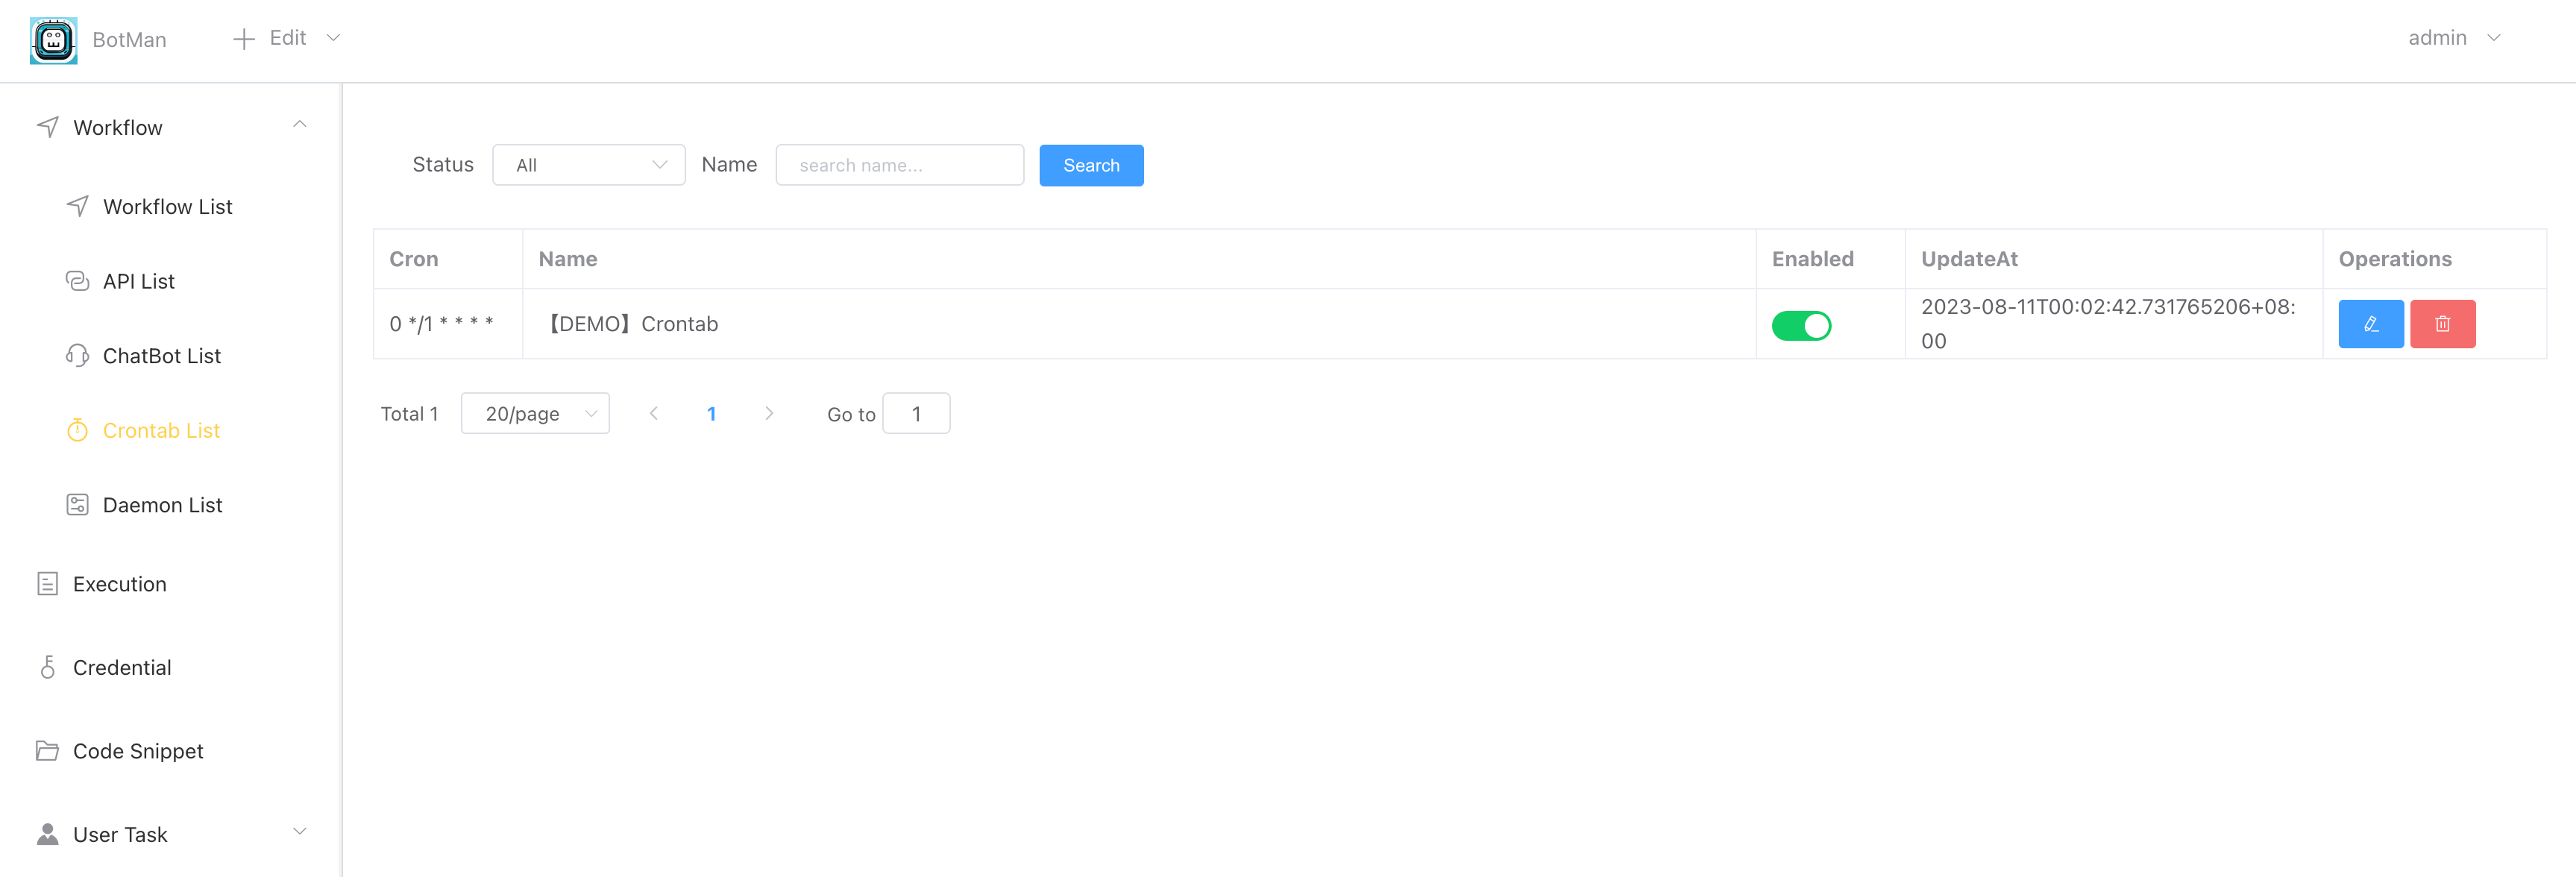 BotMan
Edit
admin
Workflow
Workflow List
API List
ChatBot List
Crontab List
Daemon List
Execution
Credential
Code Snippet
User Task
Status All Name search name... Search
Cron Name Enabled UpdateAt Operations
0 */1 * * * * 【DEMO】Crontab 2023-08-11T00:02:42.731765206+08:
00
Total 1 20/page 1 Go to 1